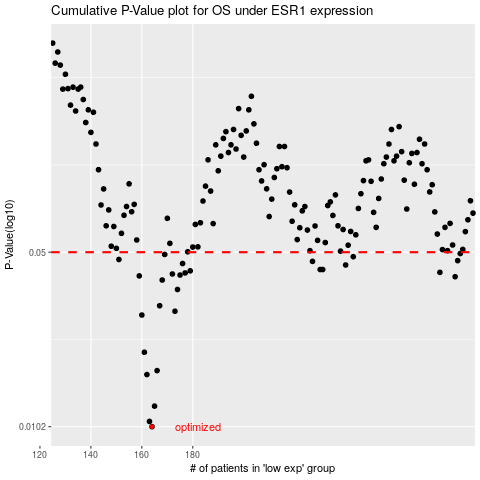 Cumulative P-Value plot for OS under ESR1 expression
P-Value(log10)
0.05
0.0102
optimized
120 140 160 180
# of patients in 'low exp' group